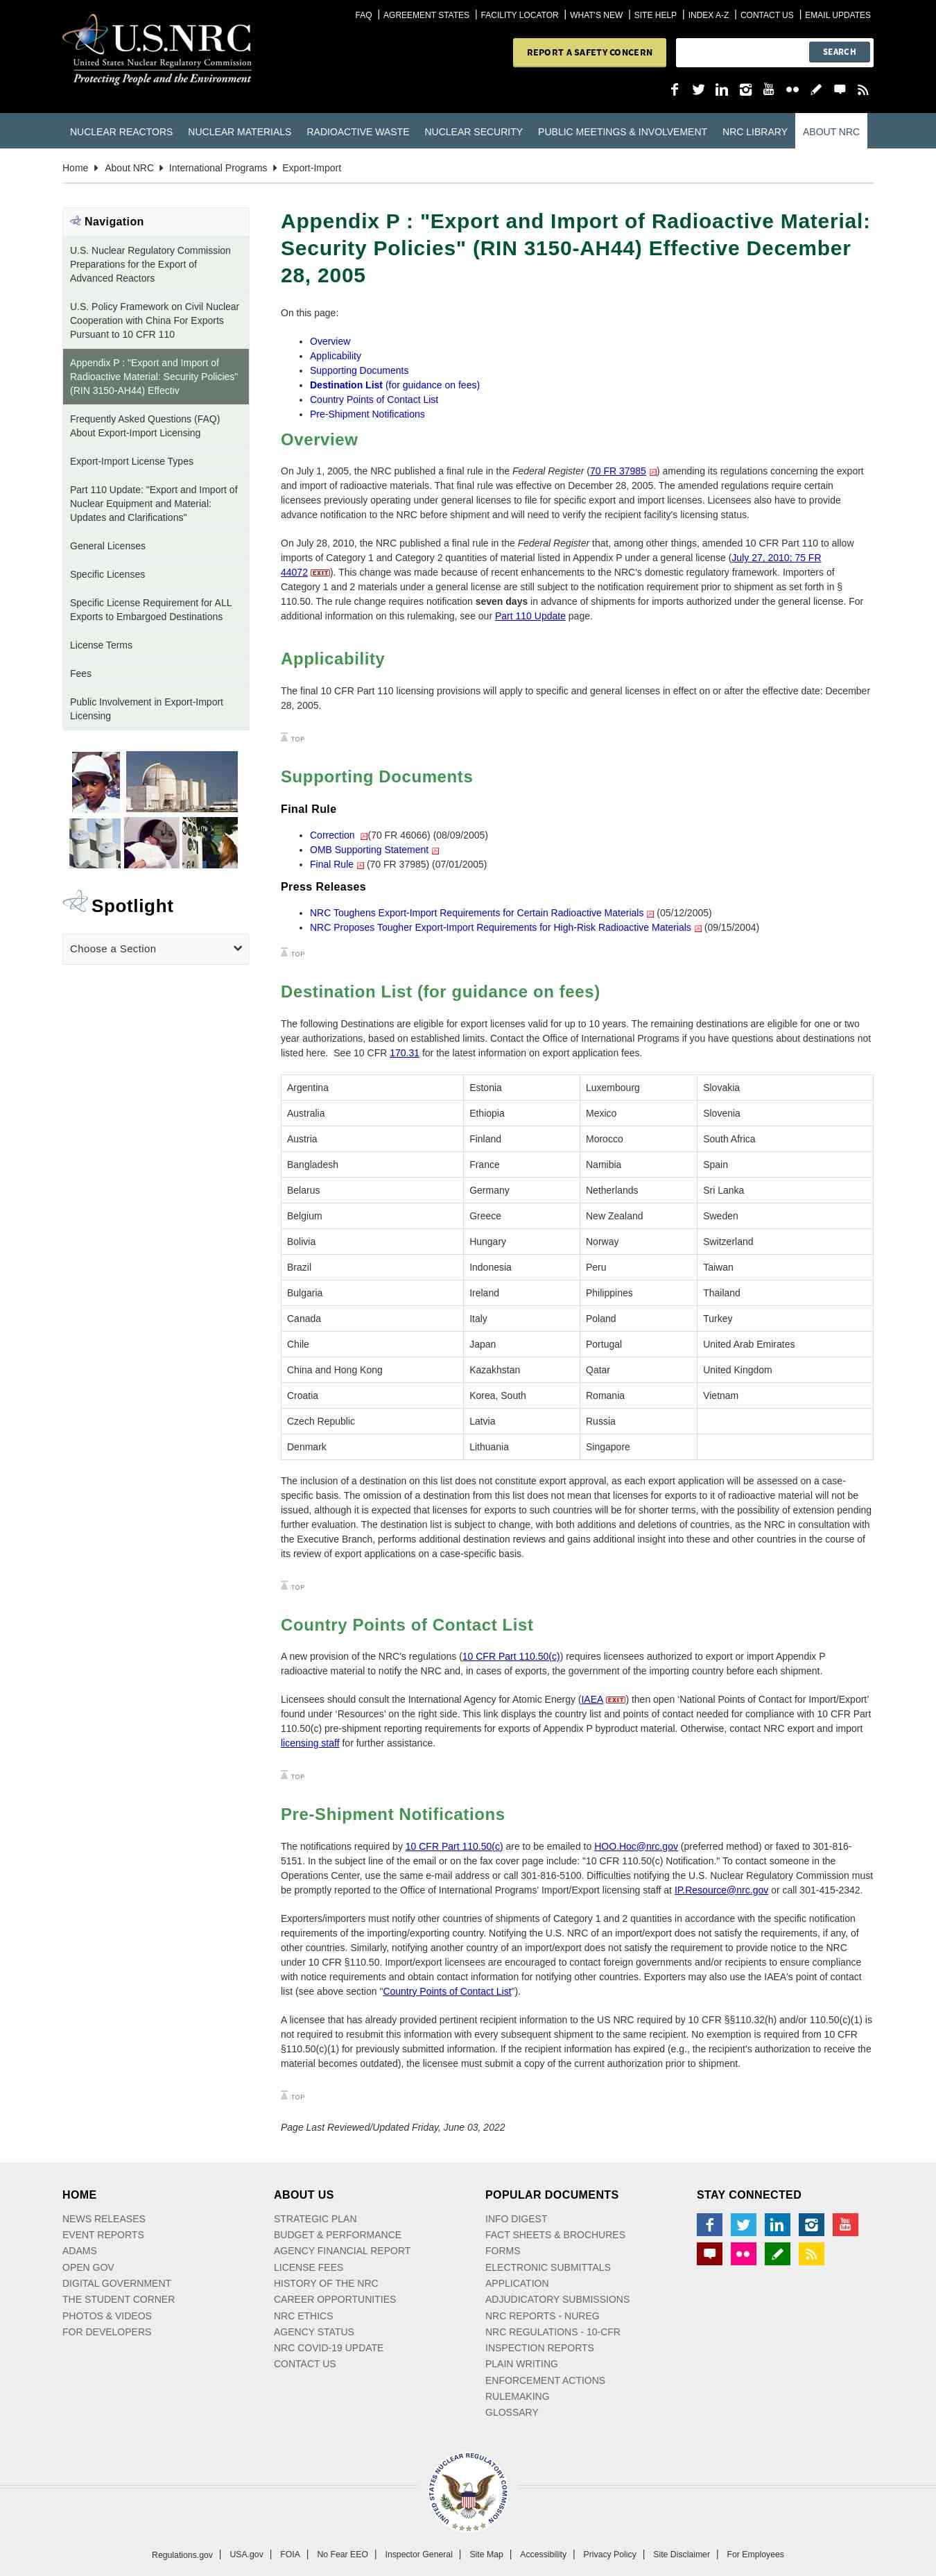 FAQ | AGREEMENT STATES | FACILITY LOCATOR | WHAT'S NEW | SITE HELP | INDEX A-Z | CONTACT US | EMAIL UPDATES
U.S.NRC
United States Nuclear Regulatory Commission
Protecting People and the Environment
REPORT A SAFETY CONCERN
SEARCH
NUCLEAR REACTORS NUCLEAR MATERIALS RADIOACTIVE WASTE NUCLEAR SECURITY PUBLIC MEETINGS & INVOLVEMENT NRC LIBRARY ABOUT NRC
Home About NRC International Programs Export-Import
Navigation
U.S. Nuclear Regulatory Commission
Preparations for the Export of
Advanced Reactors
U.S. Policy Framework on Civil Nuclear
Cooperation with China For Exports
Pursuant to 10 CFR 110
Appendix P : "Export and Import of
Radioactive Material: Security Policies"
(RIN 3150-AH44) Effectiv
Frequently Asked Questions (FAQ)
About Export-Import Licensing
Export-Import License Types
Part 110 Update: "Export and Import of
Nuclear Equipment and Material:
Updates and Clarifications"
General Licenses
Specific Licenses
Specific License Requirement for ALL
Exports to Embargoed Destinations
License Terms
Fees
Public Involvement in Export-Import
Licensing
Spotlight
Choose a Section
Appendix P : "Export and Import of Radioactive Material:
Security Policies" (RIN 3150-AH44) Effective December
28, 2005
On this page:
• Overview
• Applicability
• Supporting Documents
• Destination List (for guidance on fees)
• Country Points of Contact List
• Pre-Shipment Notifications
Overview
On July 1, 2005, the NRC published a final rule in the Federal Register (70 FR 37985 ) amending its regulations concerning the export
and import of radioactive materials. That final rule was effective on December 28, 2005. The amended regulations require certain
licensees previously operating under general licenses to file for specific export and import licenses. Licensees also have to provide
advance notification to the NRC before shipment and will need to verify the recipient facility's licensing status.
On July 28, 2010, the NRC published a final rule in the Federal Register that, among other things, amended 10 CFR Part 110 to allow
imports of Category 1 and Category 2 quantities of material listed in Appendix P under a general license (July 27, 2010; 75 FR
44072 EXIT). This change was made because of recent enhancements to the NRC's domestic regulatory framework. Importers of
Category 1 and 2 materials under a general license are still subject to the notification requirement prior to shipment as set forth in §
110.50. The rule change requires notification seven days in advance of shipments for imports authorized under the general license. For
additional information on this rulemaking, see our Part 110 Update page.
Applicability
The final 10 CFR Part 110 licensing provisions will apply to specific and general licenses in effect on or after the effective date: December
28, 2005.
TOP
Supporting Documents
Final Rule
• Correction (70 FR 46066) (08/09/2005)
• OMB Supporting Statement
• Final Rule (70 FR 37985) (07/01/2005)
Press Releases
• NRC Toughens Export-Import Requirements for Certain Radioactive Materials (05/12/2005)
• NRC Proposes Tougher Export-Import Requirements for High-Risk Radioactive Materials (09/15/2004)
TOP
Destination List (for guidance on fees)
The following Destinations are eligible for export licenses valid for up to 10 years. The remaining destinations are eligible for one or two
year authorizations, based on established limits. Contact the Office of International Programs if you have questions about destinations not
listed here. See 10 CFR 170.31 for the latest information on export application fees.
Argentina Estonia Luxembourg Slovakia
Australia Ethiopia Mexico Slovenia
Austria Finland Morocco South Africa
Bangladesh France Namibia Spain
Belarus Germany Netherlands Sri Lanka
Belgium Greece New Zealand Sweden
Bolivia Hungary Norway Switzerland
Brazil Indonesia Peru Taiwan
Bulgaria Ireland Philippines Thailand
Canada Italy Poland Turkey
Chile Japan Portugal United Arab Emirates
China and Hong Kong Kazakhstan Qatar United Kingdom
Croatia Korea, South Romania Vietnam
Czech Republic Latvia Russia
Denmark Lithuania Singapore
The inclusion of a destination on this list does not constitute export approval, as each export application will be assessed on a case-
specific basis. The omission of a destination from this list does not mean that licenses for exports to it of radioactive material will not be
issued, although it is expected that licenses for exports to such countries will be for shorter terms, with the possibility of extension pending
further evaluation. The destination list is subject to change, with both additions and deletions of countries, as the NRC in consultation with
the Executive Branch, performs additional destination reviews and gains additional insight into these and other countries in the course of
its review of export applications on a case-specific basis.
TOP
Country Points of Contact List
A new provision of the NRC's regulations (10 CFR Part 110.50(c)) requires licensees authorized to export or import Appendix P
radioactive material to notify the NRC and, in cases of exports, the government of the importing country before each shipment.
Licensees should consult the International Agency for Atomic Energy (IAEA EXIT) then open ‘National Points of Contact for Import/Export’
found under ‘Resources’ on the right side. This link displays the country list and points of contact needed for compliance with 10 CFR Part
110.50(c) pre-shipment reporting requirements for exports of Appendix P byproduct material. Otherwise, contact NRC export and import
licensing staff for further assistance.
TOP
Pre-Shipment Notifications
The notifications required by 10 CFR Part 110.50(c) are to be emailed to HOO.Hoc@nrc.gov (preferred method) or faxed to 301-816-
5151. In the subject line of the email or on the fax cover page include: "10 CFR 110.50(c) Notification." To contact someone in the
Operations Center, use the same e-mail address or call 301-816-5100. Difficulties notifying the U.S. Nuclear Regulatory Commission must
be promptly reported to the Office of International Programs' Import/Export licensing staff at IP.Resource@nrc.gov or call 301-415-2342.
Exporters/importers must notify other countries of shipments of Category 1 and 2 quantities in accordance with the specific notification
requirements of the importing/exporting country. Notifying the U.S. NRC of an import/export does not satisfy the requirements, if any, of
other countries. Similarly, notifying another country of an import/export does not satisfy the requirement to provide notice to the NRC
under 10 CFR §110.50. Import/export licensees are encouraged to contact foreign governments and/or recipients to ensure compliance
with notice requirements and obtain contact information for notifying other countries. Exporters may also use the IAEA's point of contact
list (see above section "Country Points of Contact List").
A licensee that has already provided pertinent recipient information to the US NRC required by 10 CFR §§110.32(h) and/or 110.50(c)(1) is
not required to resubmit this information with every subsequent shipment to the same recipient. No exemption is required from 10 CFR
§110.50(c)(1) for previously submitted information. If the recipient information has expired (e.g., the recipient's authorization to receive the
material becomes outdated), the licensee must submit a copy of the current authorization prior to shipment.
TOP
Page Last Reviewed/Updated Friday, June 03, 2022
HOME
NEWS RELEASES
EVENT REPORTS
ADAMS
OPEN GOV
DIGITAL GOVERNMENT
THE STUDENT CORNER
PHOTOS & VIDEOS
FOR DEVELOPERS
ABOUT US
STRATEGIC PLAN
BUDGET & PERFORMANCE
AGENCY FINANCIAL REPORT
LICENSE FEES
HISTORY OF THE NRC
CAREER OPPORTUNITIES
NRC ETHICS
AGENCY STATUS
NRC COVID-19 UPDATE
CONTACT US
POPULAR DOCUMENTS
INFO DIGEST
FACT SHEETS & BROCHURES
FORMS
ELECTRONIC SUBMITTALS
APPLICATION
ADJUDICATORY SUBMISSIONS
NRC REPORTS - NUREG
NRC REGULATIONS - 10-CFR
INSPECTION REPORTS
PLAIN WRITING
ENFORCEMENT ACTIONS
RULEMAKING
GLOSSARY
STAY CONNECTED
UNITED STATES NUCLEAR REGULATORY COMMISSION
Regulations.gov | USA.gov | FOIA | No Fear EEO | Inspector General | Site Map | Accessibility | Privacy Policy | Site Disclaimer | For Employees